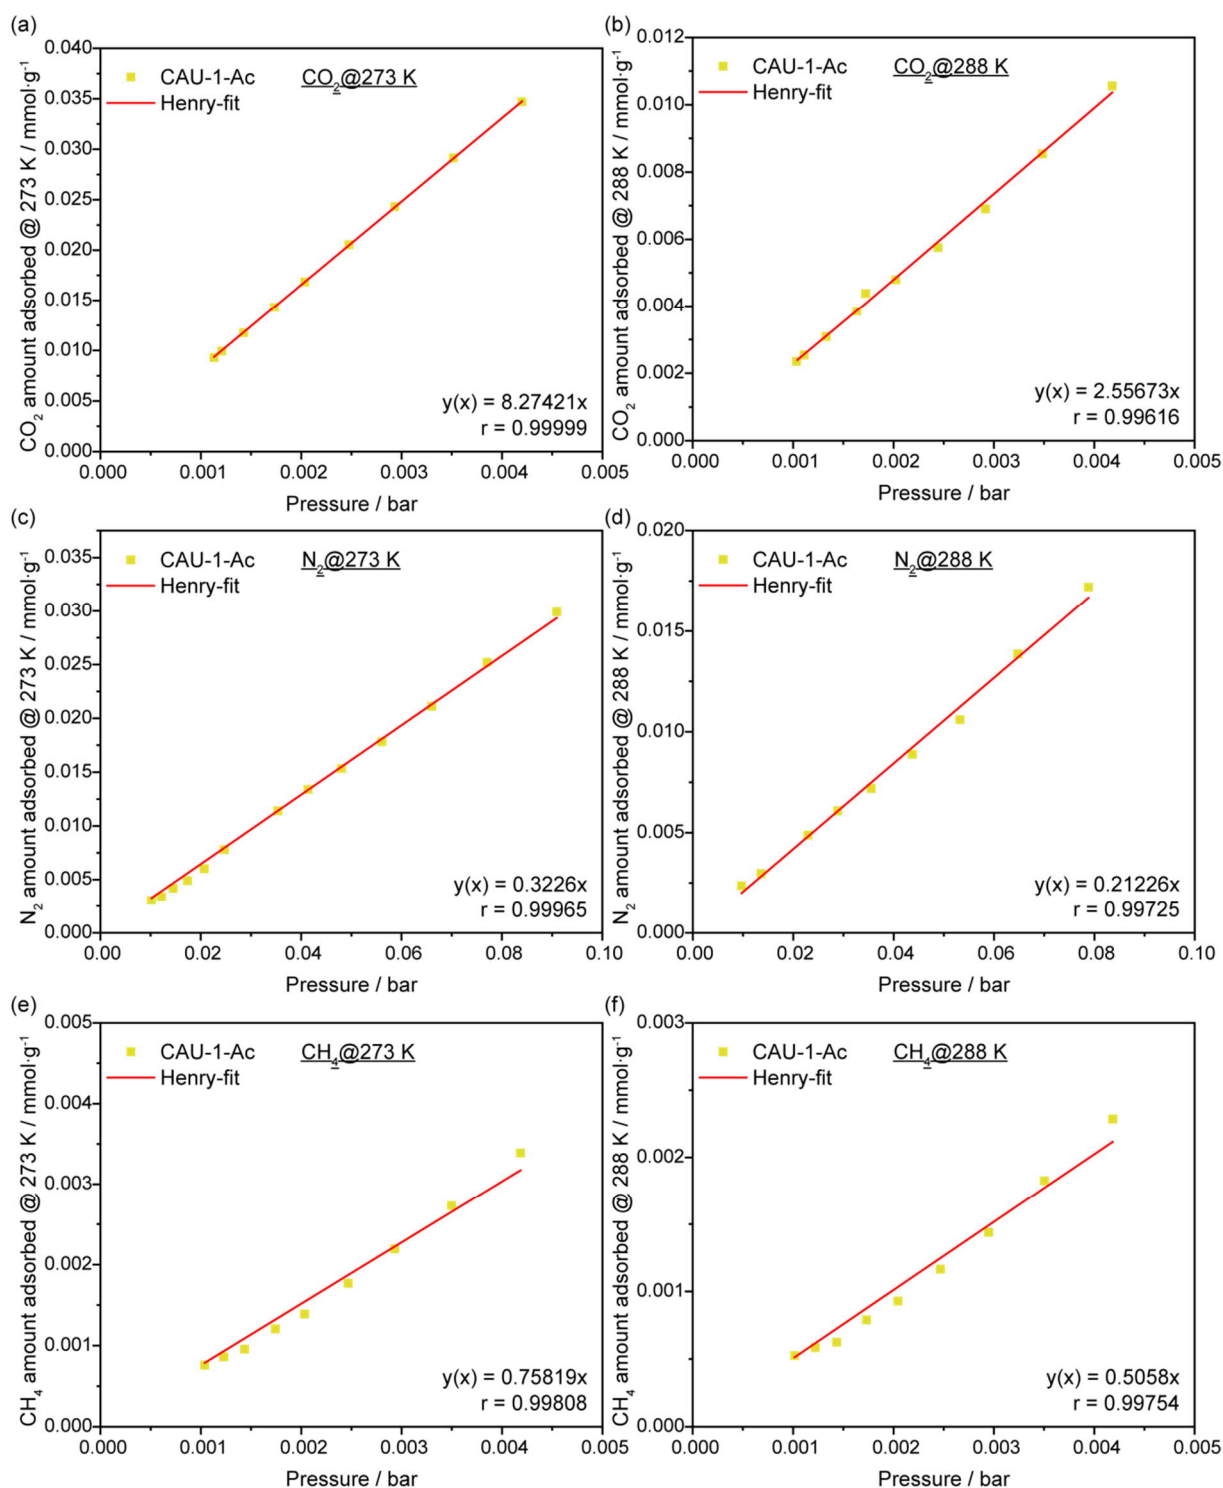 (a)
CO₂ amount adsorbed @ 273 K / mmol·g⁻¹
0.040
0.035
0.030
0.025
0.020
0.015
0.010
0.005
0.000
CAU-1-Ac
CO₂@273 K
Henry-fit
y(x) = 8.27421x
r = 0.99999
0.000 0.001 0.002 0.003 0.004 0.005
Pressure / bar
(b)
CO₂ amount adsorbed @ 288 K / mmol·g⁻¹
0.012
0.010
0.008
0.006
0.004
0.002
0.000
CAU-1-Ac
CO₂@288 K
Henry-fit
y(x) = 2.55673x
r = 0.99616
0.000 0.001 0.002 0.003 0.004 0.005
Pressure / bar
(c)
N₂ amount adsorbed @ 273 K / mmol·g⁻¹
0.035
0.030
0.025
0.020
0.015
0.010
0.005
0.000
CAU-1-Ac
N₂@273 K
Henry-fit
y(x) = 0.3226x
r = 0.99965
0.00 0.02 0.04 0.06 0.08 0.10
Pressure / bar
(d)
N₂ amount adsorbed @ 288 K / mmol·g⁻¹
0.020
0.015
0.010
0.005
0.000
CAU-1-Ac
N₂@288 K
Henry-fit
y(x) = 0.21226x
r = 0.99725
0.00 0.02 0.04 0.06 0.08 0.10
Pressure / bar
(e)
CH₄ amount adsorbed @ 273 K / mmol·g⁻¹
0.005
0.004
0.003
0.002
0.001
0.000
CAU-1-Ac
CH₄@273 K
Henry-fit
y(x) = 0.75819x
r = 0.99808
0.000 0.001 0.002 0.003 0.004 0.005
Pressure / bar
(f)
CH₄ amount adsorbed @ 288 K / mmol·g⁻¹
0.003
0.002
0.001
0.000
CAU-1-Ac
CH₄@288 K
Henry-fit
y(x) = 0.5058x
r = 0.99754
0.000 0.001 0.002 0.003 0.004 0.005
Pressure / bar